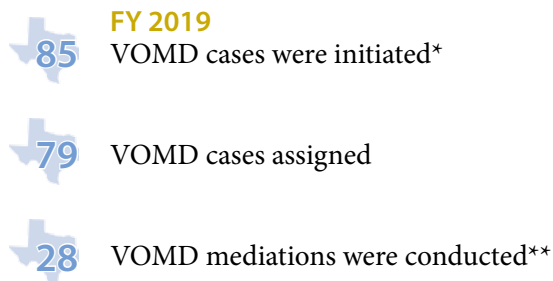 FY 2019
85 VOMD cases were initiated*
79 VOMD cases assigned
28 VOMD mediations were conducted**